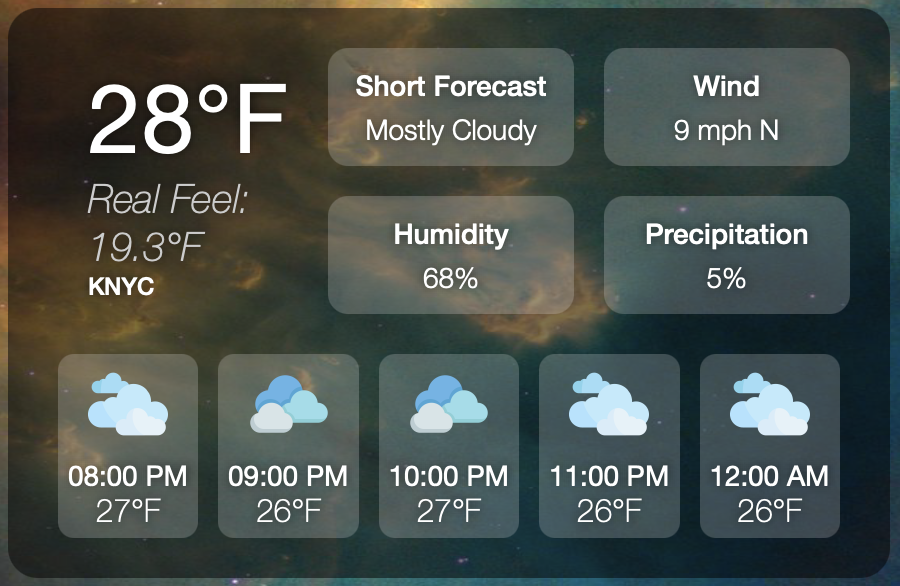 28°F
Real Feel:
19.3°F
KNYC
Short Forecast
Mostly Cloudy
Wind
9 mph N
Humidity
68%
Precipitation
5%
08:00 PM
27°F
09:00 PM
26°F
10:00 PM
27°F
11:00 PM
26°F
12:00 AM
26°F